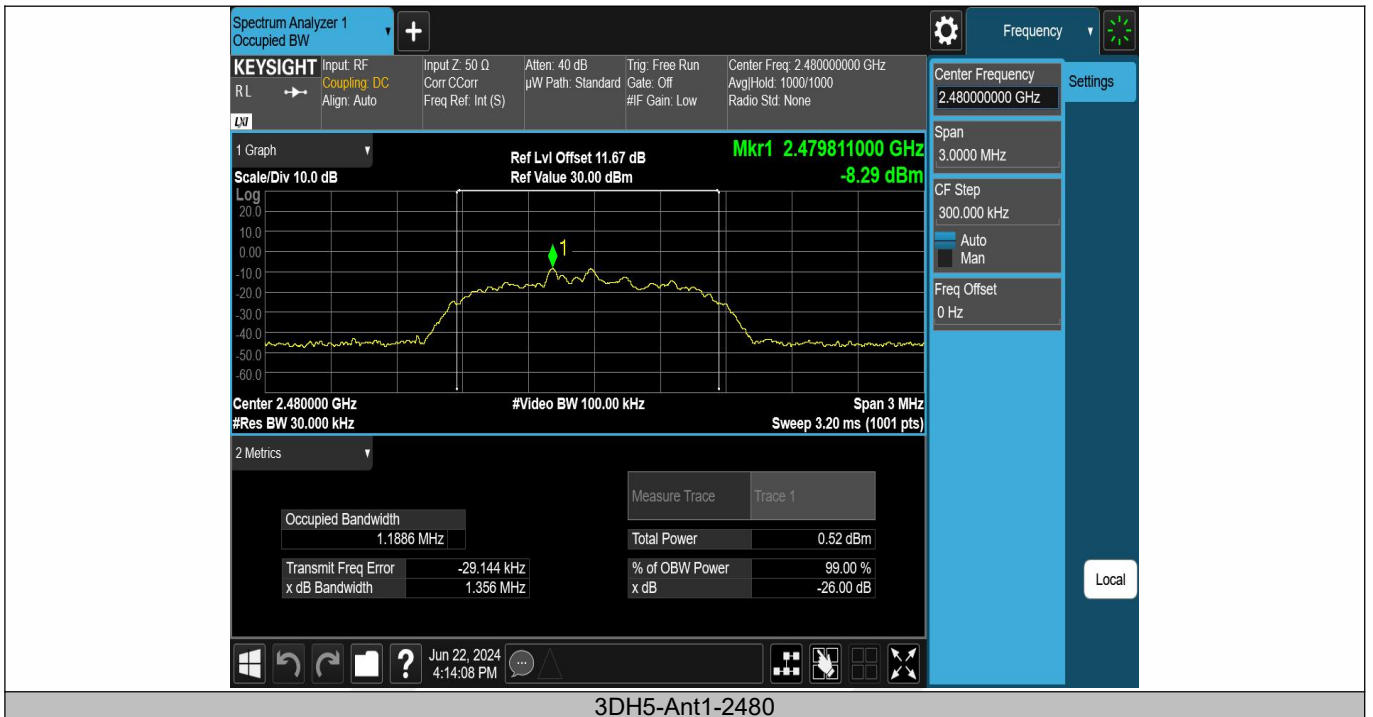 Spectrum Analyzer 1
Occupied BW
Frequency
KEYSIGHT
RL
LXI
Input: RF
Coupling: DC
Align: Auto
Input Z: 50 Ω
Corr CCorr
Freq Ref: Int (S)
Atten: 40 dB
µW Path: Standard
Trig: Free Run
Gate: Off
#IF Gain: Low
Center Freq: 2.480000000 GHz
Avg|Hold: 1000/1000
Radio Std: None
Center Frequency
2.480000000 GHz
Settings
Span
3.0000 MHz
CF Step
300.000 kHz
Auto
Man
Freq Offset
0 Hz
Local
1 Graph
Scale/Div 10.0 dB
Ref Lvl Offset 11.67 dB
Ref Value 30.00 dBm
Mkr1 2.479811000 GHz
-8.29 dBm
Log
20.0
10.0
0.00
-10.0
-20.0
-30.0
-40.0
-50.0
-60.0
1
Center 2.480000 GHz
#Video BW 100.00 kHz
Span 3 MHz
#Res BW 30.000 kHz
Sweep 3.20 ms (1001 pts)
2 Metrics
Measure Trace Trace 1
Occupied Bandwidth
1.1886 MHz
Total Power 0.52 dBm
Transmit Freq Error -29.144 kHz
% of OBW Power 99.00 %
x dB Bandwidth 1.356 MHz
x dB -26.00 dB
?
Jun 22, 2024
4:14:08 PM
3DH5-Ant1-2480